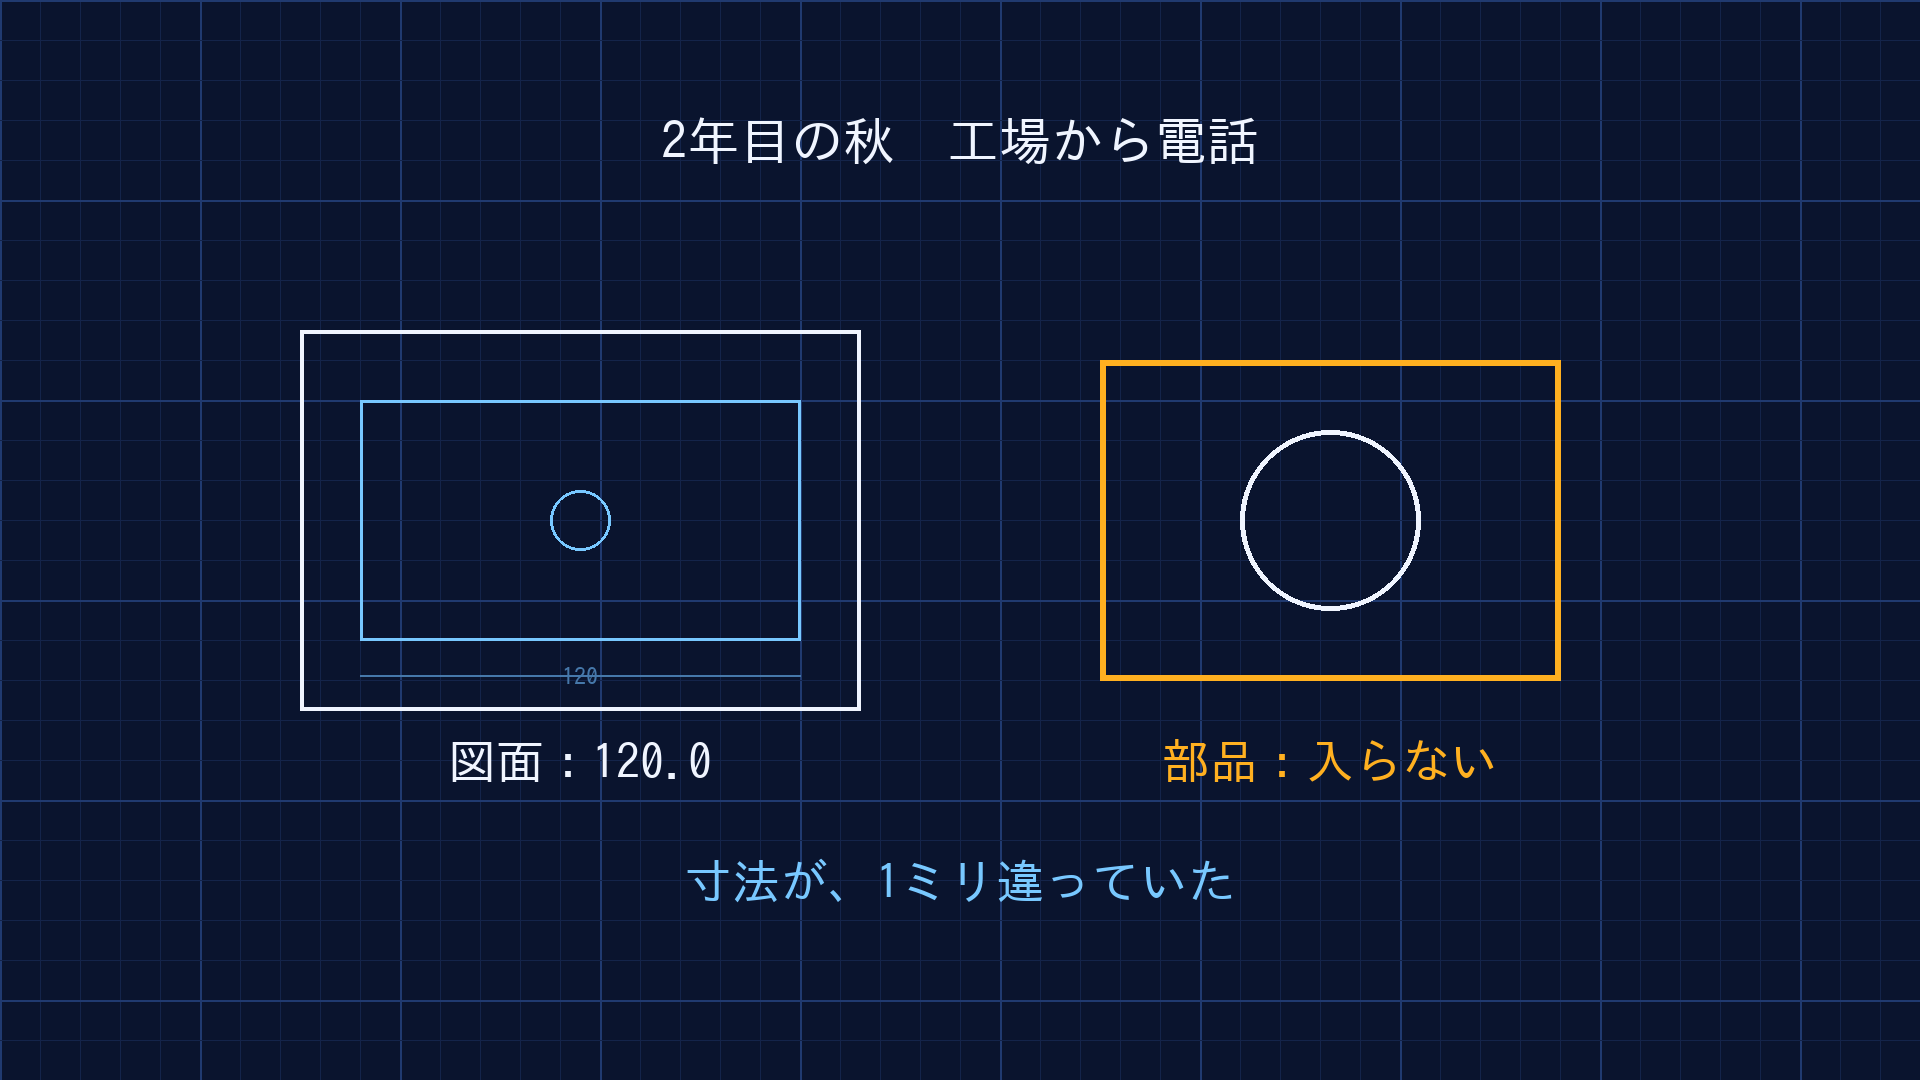 2年目の秋　工場から電話
120
図面：120.0
部品：入らない
寸法が、1ミリ違っていた